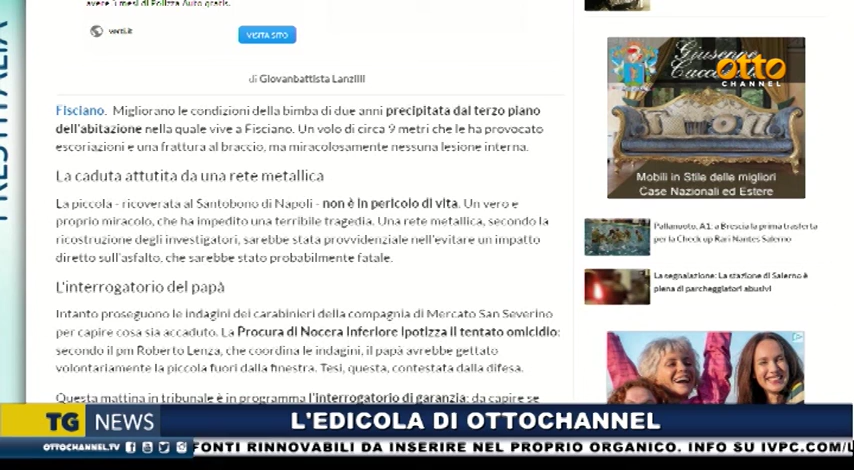 avere 5 mesi di Polizza Auto gratis.
verti.it
VISITA SITO
di Giovanbattista Lanzilli
Fisciano. Migliorano le condizioni della bimba di due anni precipitata dal terzo piano
dell'abitazione nella quale vive a Fisciano. Un volo di circa 9 metri che le ha provocato
escoriazioni e una frattura al braccio, ma miracolosamente nessuna lesione interna.
La caduta attutita da una rete metallica
La piccola - ricoverata al Santobono di Napoli - non è in pericolo di vita. Un vero e
proprio miracolo, che ha impedito una terribile tragedia. Una rete metallica, secondo la
ricostruzione degli investigatori, sarebbe stata provvidenziale nell'evitare un impatto
diretto sull'asfalto, che sarebbe stato probabilmente fatale.
L'interrogatorio del papà
Intanto proseguono le indagini dei carabinieri della compagnia di Mercato San Severino
per capire cosa sia accaduto. La Procura di Nocera Inferiore ipotizza il tentato omicidio:
secondo il pm Roberto Lenza, che coordina le indagini, il papà avrebbe gettato
volontariamente la piccola fuori dalla finestra. Tesi, questa, contestata dalla difesa.
Questa mattina in tribunale è in programma l'interrogatorio di garanzia: da capire se
Giuseppe
otto
CHANNEL
Mobili in Stile delle migliori
Case Nazionali ed Estere
Pallanuoto, A1: a Brescia la prima trasferta
per la Check up Rari Nantes Salerno
La segnalazione: La stazione di Salerno è
piena di parcheggiatori abusivi
TG NEWS
L'EDICOLA DI OTTOCHANNEL
OTTOCHANNEL.TV
FONTI RINNOVABILI DA INSERIRE NEL PROPRIO ORGANICO. INFO SU IVPC.COM/L